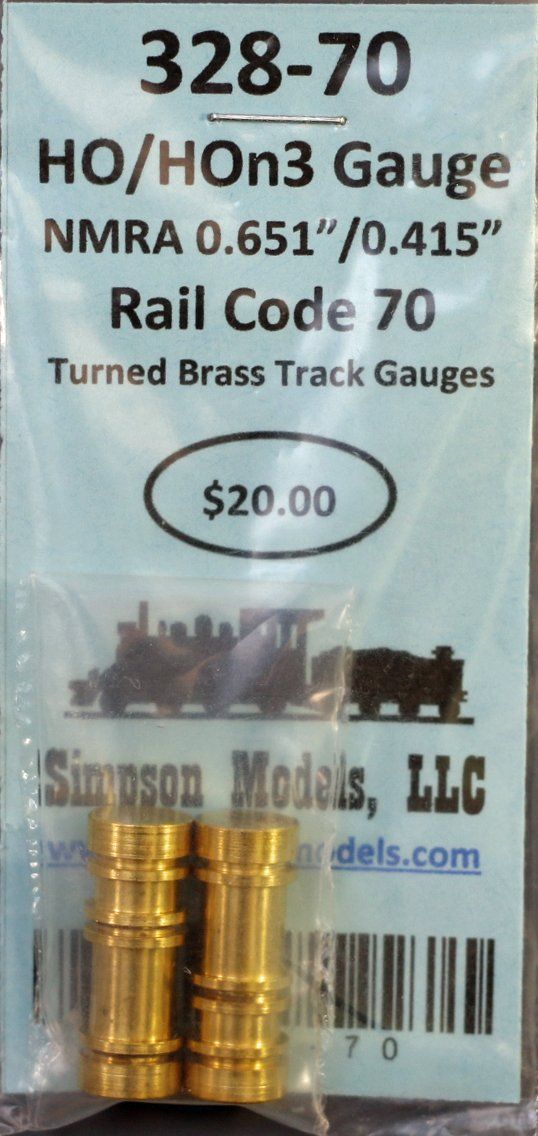 328-70
HO/HOn3 Gauge
NMRA 0.651”/0.415”
Rail Code 70
Turned Brass Track Gauges
$20.00
Simpson Models, LLC
70